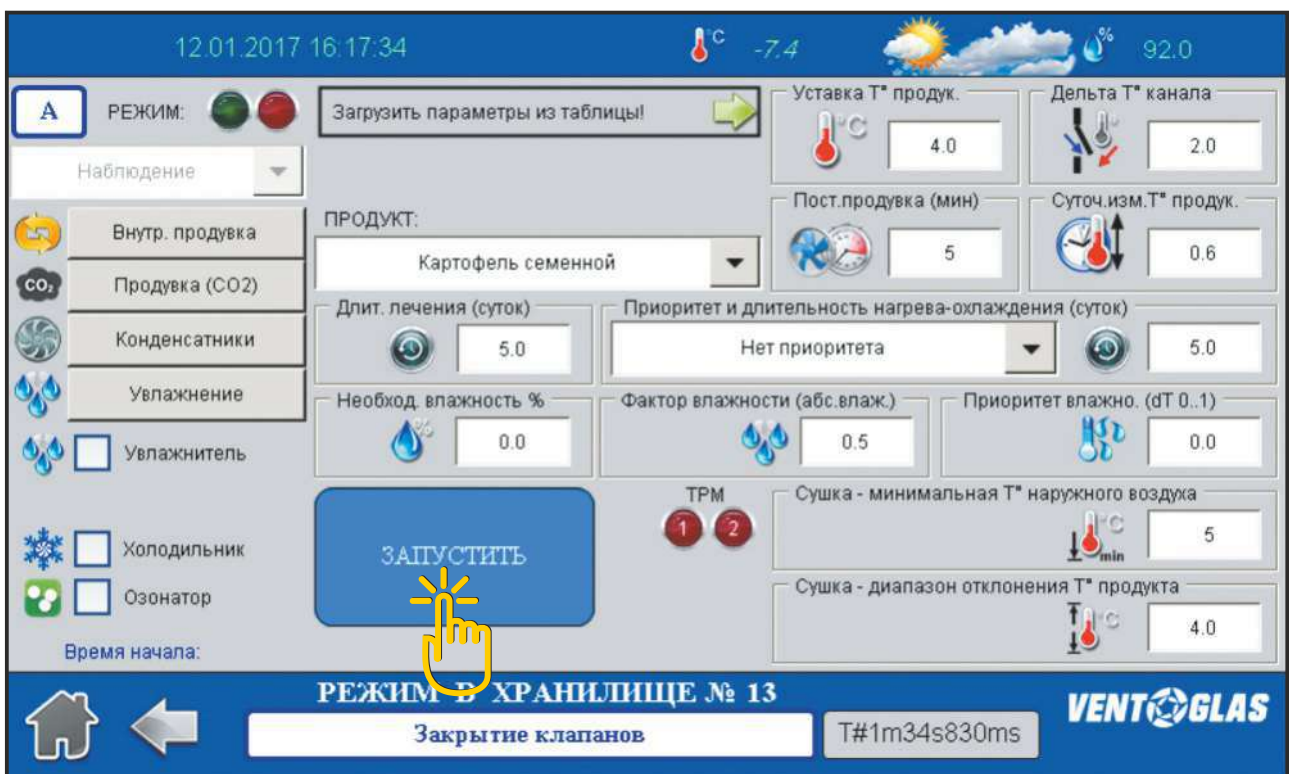 12.01.2017 16:17:34
°C -7.4
% 92.0
A РЕЖИМ:
Загрузить параметры из таблицы!
Уставка Т° продук.
°C 4.0
Дельта Т° канала
2.0
Наблюдение
Внутр. продувка
CO2 Продувка (CO2)
Конденсатники
Увлажнение
ПРОДУКТ:
Картофель семенной
Пост.продувка (мин)
5
Суточ.изм.Т° продук.
0.6
Длит. лечения (суток)
5.0
Приоритет и длительность нагрева-охлаждения (суток)
Нет приоритета
5.0
Необход. влажность %
% 0.0
Фактор влажности (абс.влаж.)
0.5
Приоритет влажно. (dT 0..1)
0.0
Увлажнитель
Холодильник
Озонатор
Время начала:
ЗАПУСТИТЬ
ТРМ
1 2
Сушка - минимальная Т° наружного воздуха
°C min 5
Сушка - диапазон отклонения Т° продукта
°C 4.0
РЕЖИМ В ХРАНИЛИЩЕ № 13
Закрытие клапанов
T#1m34s830ms
VENTOGLAS